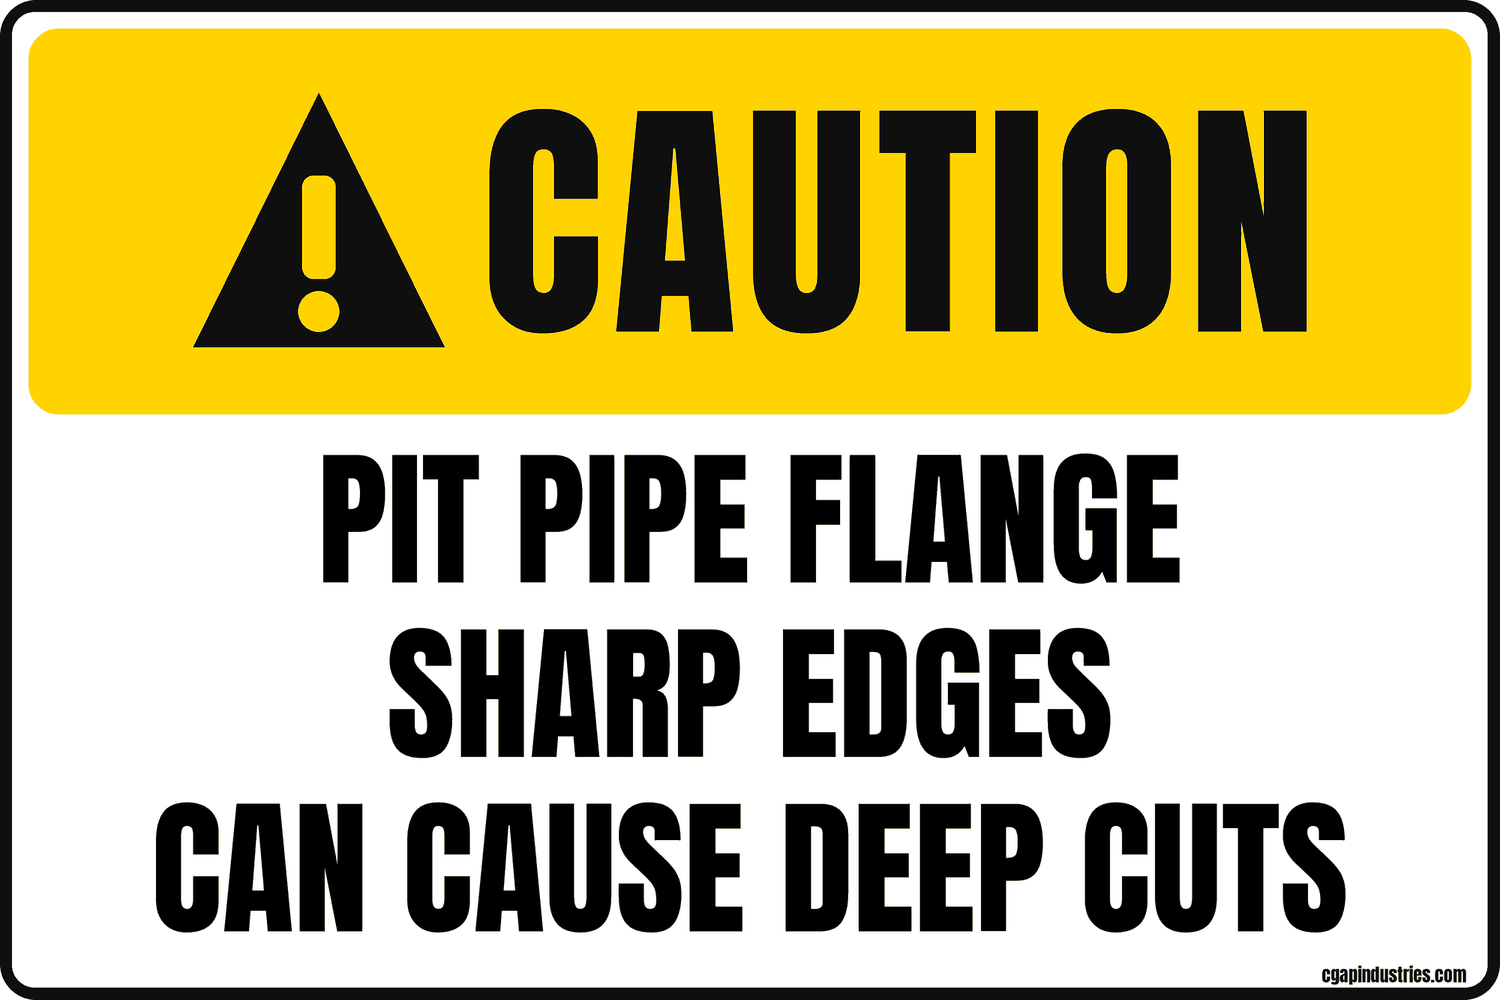 CAUTION
PIT PIPE FLANGE
SHARP EDGES
CAN CAUSE DEEP CUTS
cgapindustries.com